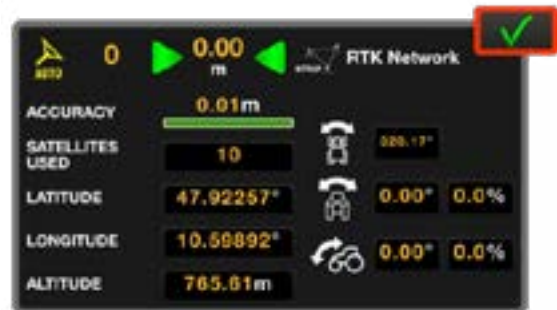 AUTO 0 0.00 m RTK Network
ACCURACY 0.01m
SATELLITES USED 10
LATITUDE 47.92257° 0.00° 0.0%
LONGITUDE 10.59892° 0.00° 0.0%
ALTITUDE 765.61m